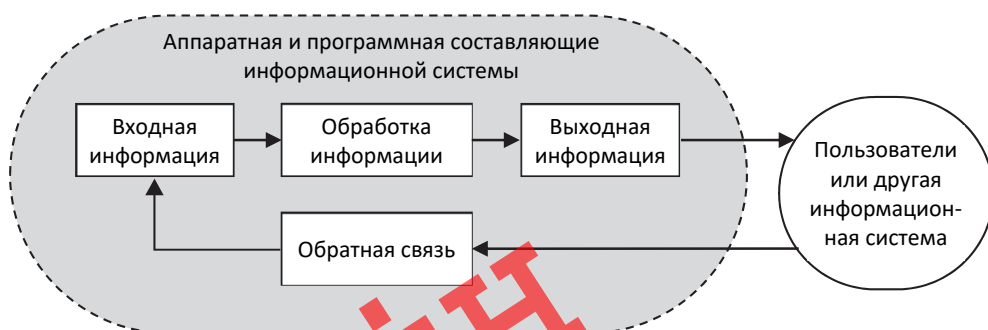 Аппаратная и программная составляющие
информационной системы
Входная
информация
Обработка
информации
Выходная
информация
Пользователи
или другая
информацион-
ная система
Обратная связь